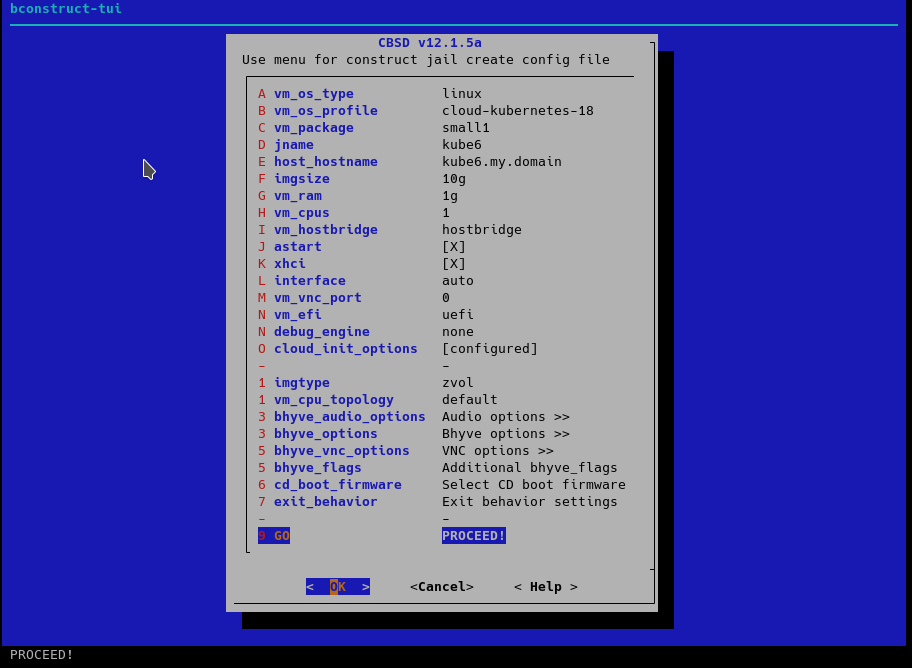 bconstruct-tui
CBSD v12.1.5a
Use menu for construct jail create config file
A vm_os_type linux
B vm_os_profile cloud-kubernetes-18
C vm_package small1
D jname kube6
E host_hostname kube6.my.domain
F imgsize 10g
G vm_ram 1g
H vm_cpus 1
I vm_hostbridge hostbridge
J astart [X]
K xhci [X]
L interface auto
M vm_vnc_port 0
N vm_efi uefi
N debug_engine none
O cloud_init_options [configured]
- -
1 imgtype zvol
1 vm_cpu_topology default
3 bhyve_audio_options Audio options >>
3 bhyve_options Bhyve options >>
5 bhyve_vnc_options VNC options >>
5 bhyve_flags Additional bhyve_flags
6 cd_boot_firmware Select CD boot firmware
7 exit_behavior Exit behavior settings
- -
9 GO PROCEED!
< OK > <Cancel> < Help >
PROCEED!